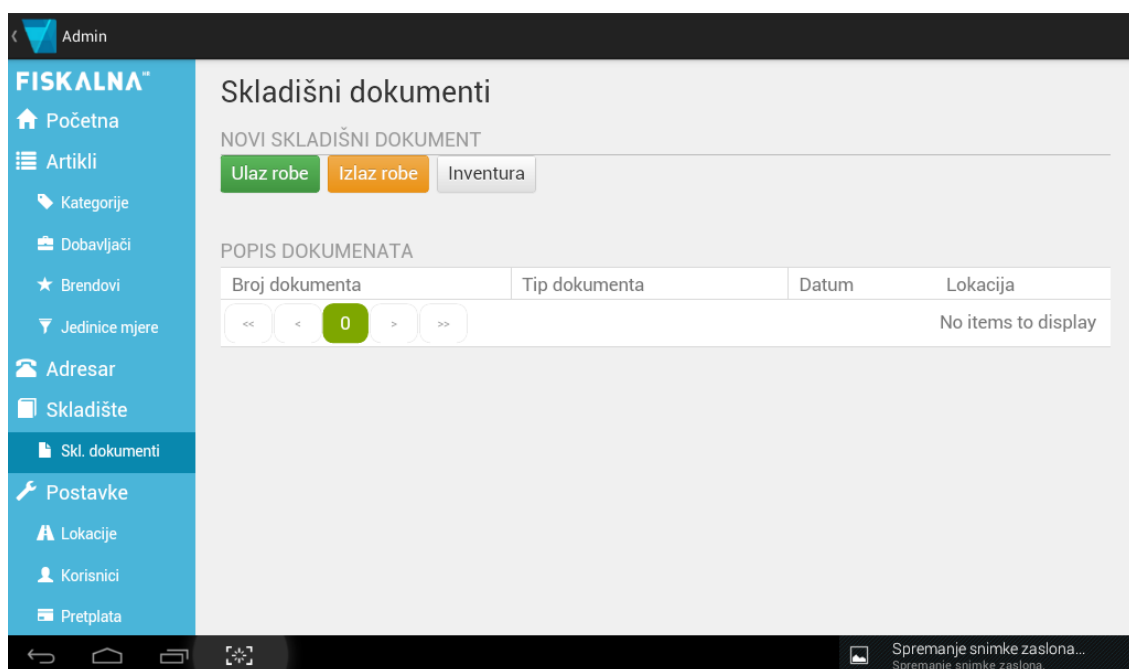 Admin
FISKALNA HR
Početna
Artikli
Kategorije
Dobavljači
Brendovi
Jedinice mjere
Adresar
Skladište
Skl. dokumenti
Postavke
Lokacije
Korisnici
Pretplata
Skladišni dokumenti
NOVI SKLADIŠNI DOKUMENT
Ulaz robe Izlaz robe Inventura
POPIS DOKUMENATA
Broj dokumenta Tip dokumenta Datum Lokacija
<< < 0 > >> No items to display
Spremanje snimke zaslona...
Spremanje snimke zaslona.